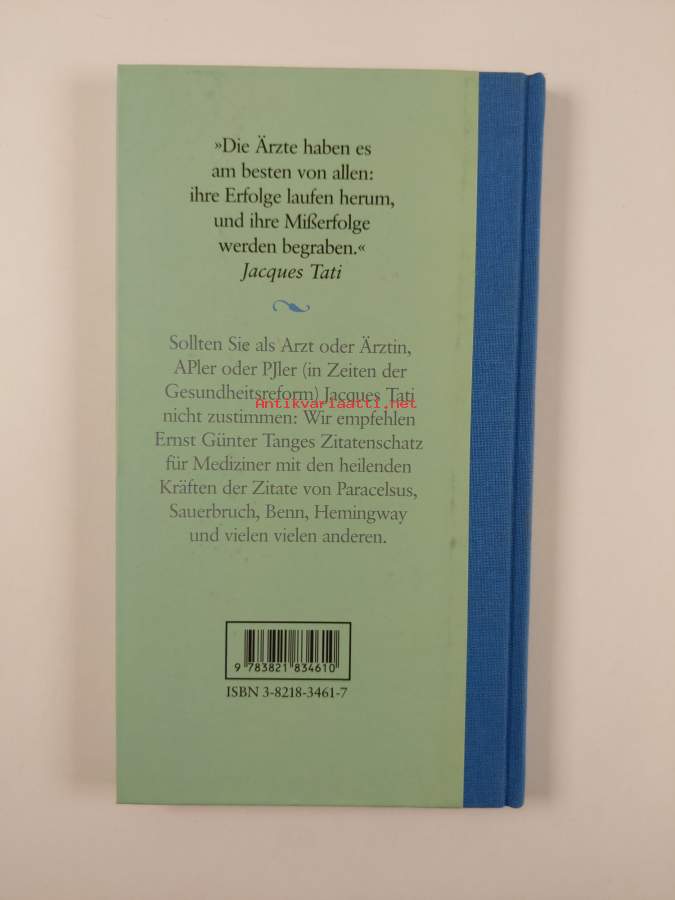 »Die Ärzte haben es
am besten von allen:
ihre Erfolge laufen herum,
und ihre Mißerfolge
werden begraben.«
Jacques Tati
Sollten Sie als Arzt oder Ärztin,
APler oder PJler (in Zeiten der
Gesundheitsreform) Jacques Tati
Antikvariaatti.net
nicht zustimmen: Wir empfehlen
Ernst Günter Tanges Zitatenschatz
für Mediziner mit den heilenden
Kräften der Zitate von Paracelsus,
Sauerbruch, Benn, Hemingway
und vielen vielen anderen.
9 783821 834610
ISBN 3-8218-3461-7